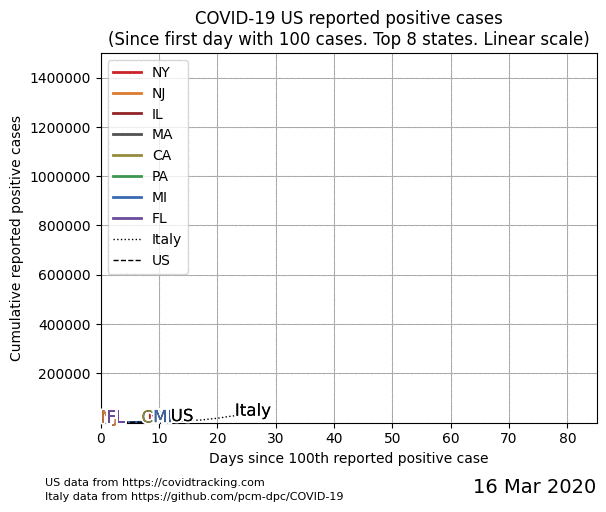 COVID-19 US reported positive cases
(Since first day with 100 cases. Top 8 states. Linear scale)
Cumulative reported positive cases
1400000
1200000
1000000
800000
600000
400000
200000
NY
NJ
IL
MA
CA
PA
MI
FL
Italy
US
FL
US
Italy
0 10 20 30 40 50 60 70 80
Days since 100th reported positive case
US data from https://covidtracking.com
Italy data from https://github.com/pcm-dpc/COVID-19
16 Mar 2020